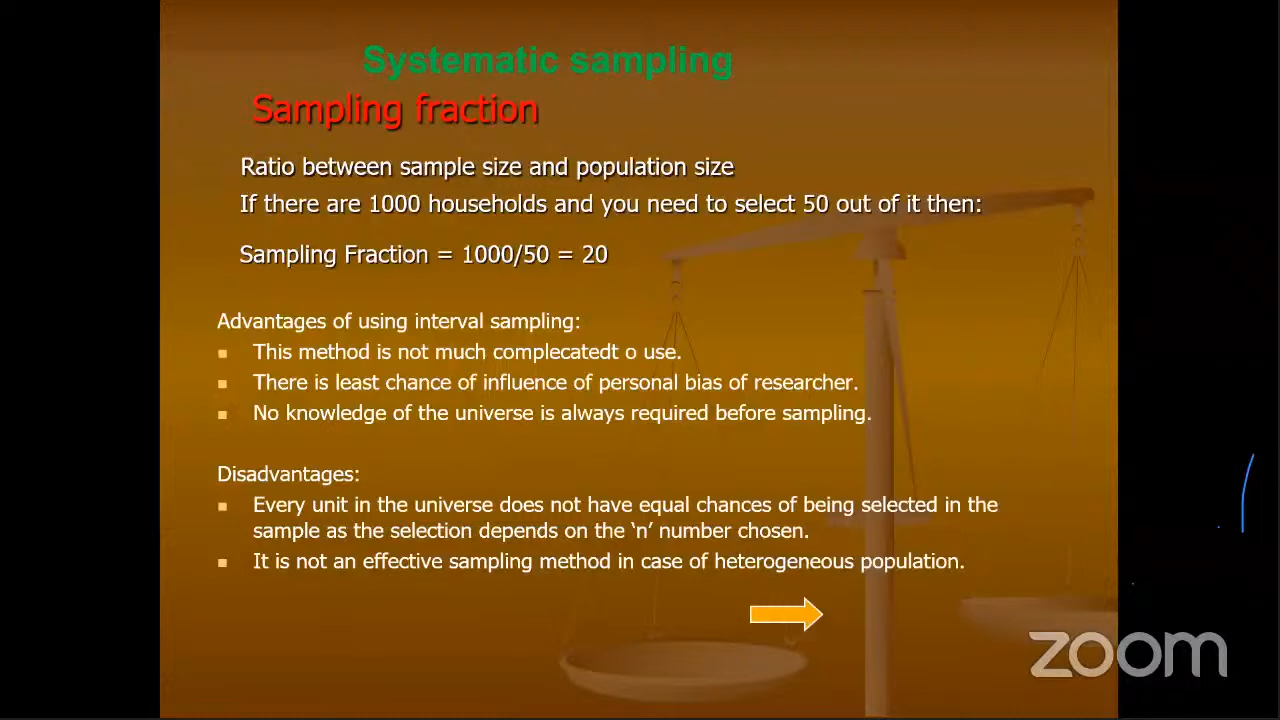 Systematic sampling
Sampling fraction
Ratio between sample size and population size
If there are 1000 households and you need to select 50 out of it then:
Sampling Fraction = 1000/50 = 20
Advantages of using interval sampling:
This method is not much complecatedt o use.
There is least chance of influence of personal bias of researcher.
No knowledge of the universe is always required before sampling.
Disadvantages:
Every unit in the universe does not have equal chances of being selected in the
sample as the selection depends on the ‘n’ number chosen.
It is not an effective sampling method in case of heterogeneous population.
zoom